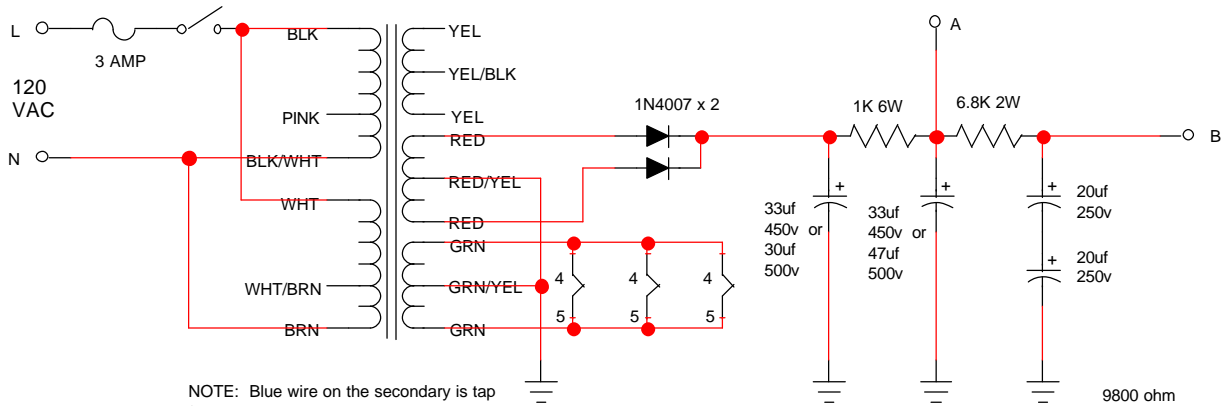 L
3 AMP
120
VAC
N
BLK
PINK
BLK/WHT
WHT
WHT/BRN
BRN
YEL
YEL/BLK
YEL
RED
RED/YEL
RED
GRN
GRN/YEL
GRN
1N4007 x 2
4
5
4
5
4
5
1K 6W
6.8K 2W
A
B
+
33uf
450v or
30uf
500v
+
33uf
450v or
47uf
500v
+
20uf
250v
+
20uf
250v
NOTE: Blue wire on the secondary is tap
9800 ohm